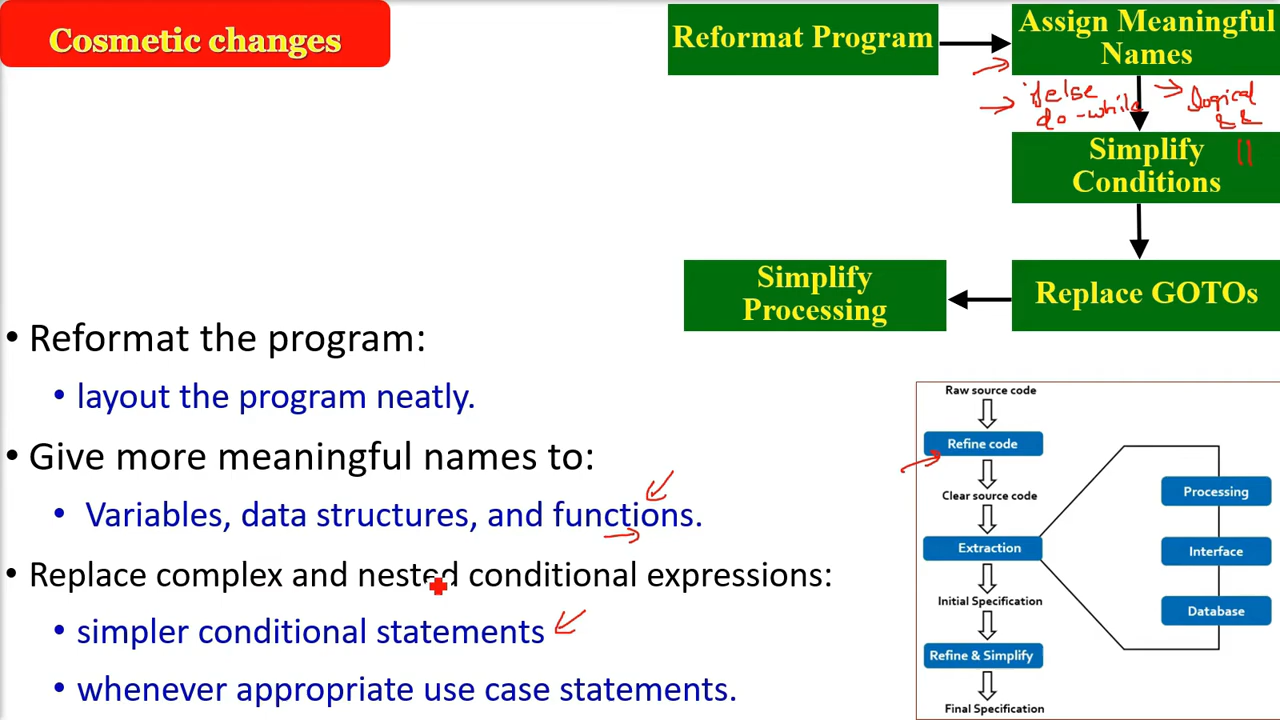 Cosmetic changes
Reformat Program
Assign Meaningful
Names
if else
do-while
logical
&&
||
Simplify
Conditions
Replace GOTOs
Simplify
Processing
• Reformat the program:
• layout the program neatly.
• Give more meaningful names to:
• Variables, data structures, and functions.
• Replace complex and nested conditional expressions:
• simpler conditional statements
• whenever appropriate use case statements.
Raw source code
Refine code
Clear source code
Extraction
Initial Specification
Refine & Simplify
Final Specification
Processing
Interface
Database